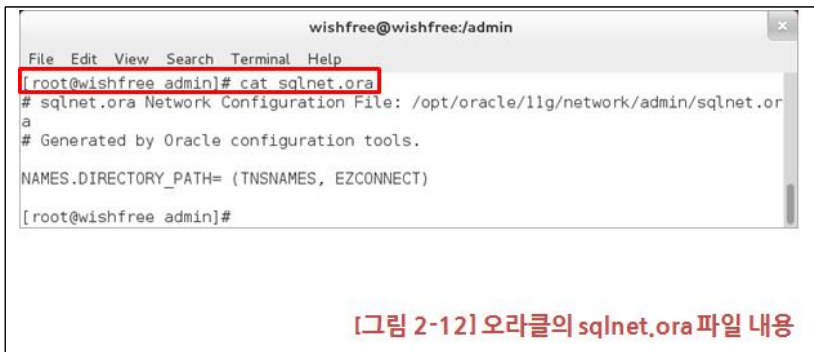 wishfree@wishfree:/admin
File Edit View Search Terminal Help
[root@wishfree admin]# cat sqlnet.ora
# sqlnet.ora Network Configuration File: /opt/oracle/11g/network/admin/sqlnet.or
a
# Generated by Oracle configuration tools.
NAMES.DIRECTORY_PATH= (TNSNAMES, EZCONNECT)
[root@wishfree admin]#
[그림 2-12] 오라클의 sqlnet.ora 파일 내용